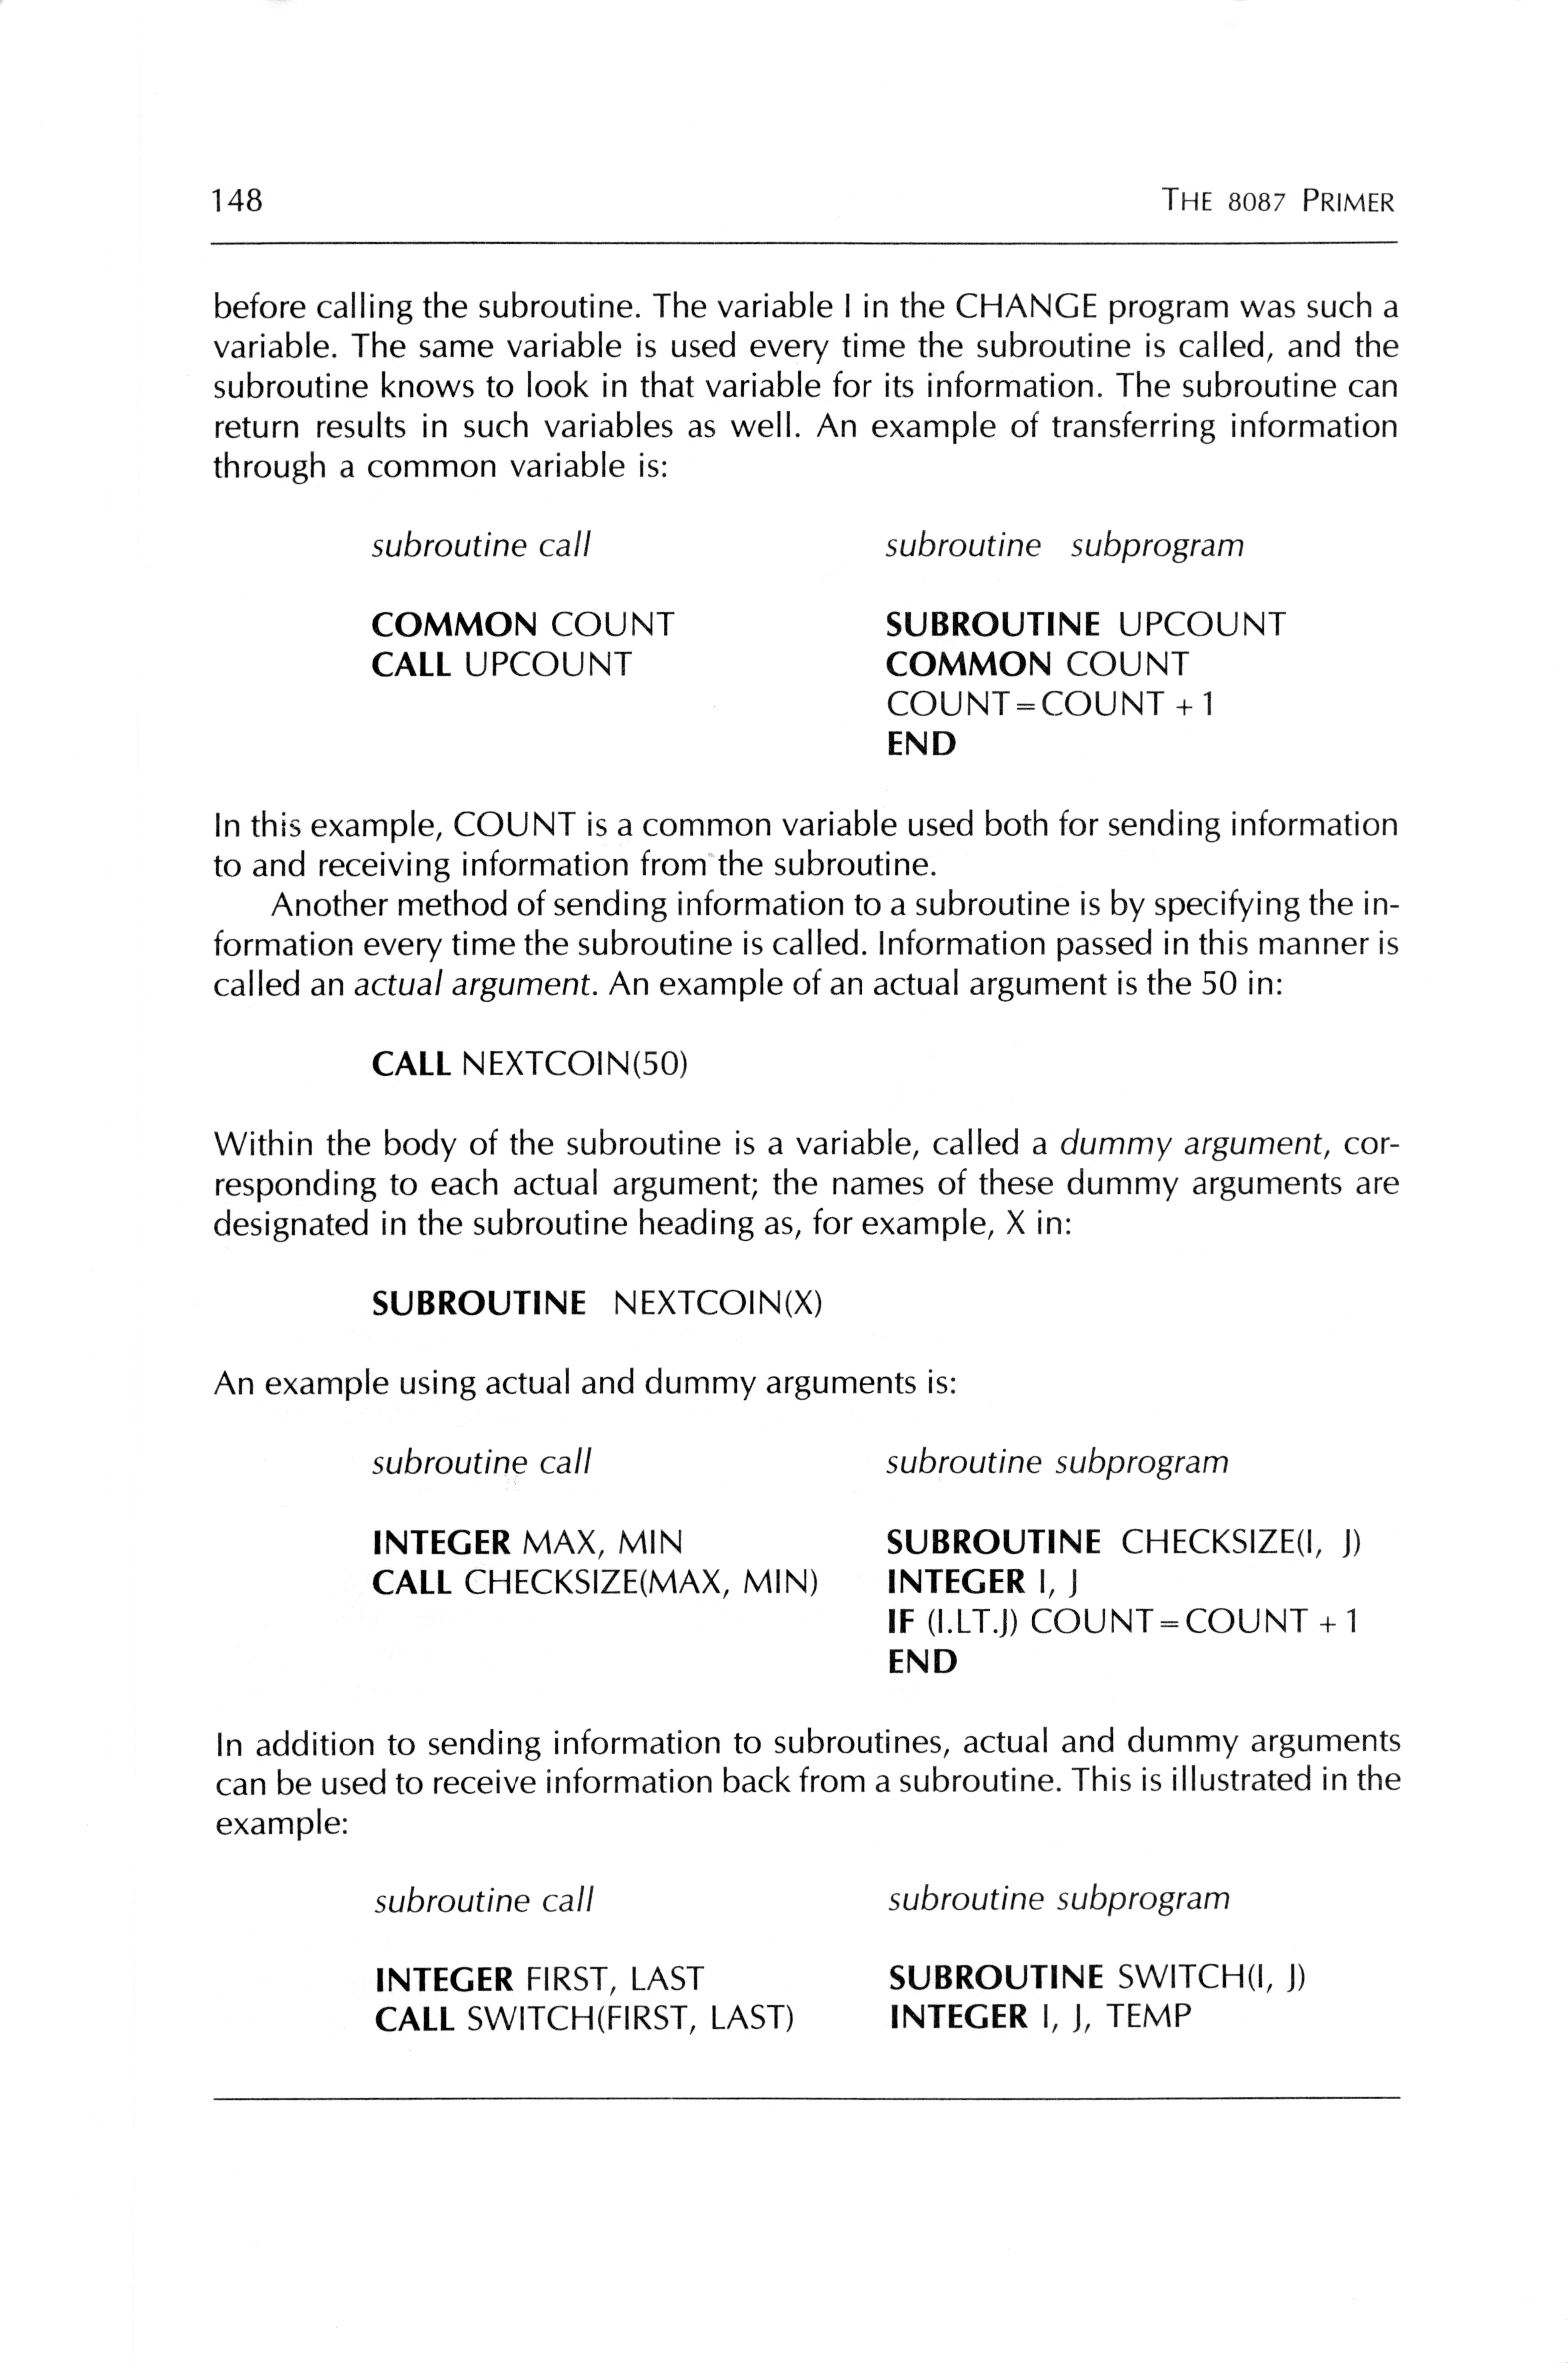 148 THE 8087 PRIMER
before calling the subroutine. The variable I in the CHANGE program was such a
variable. The same variable is used every time the subroutine is called, and the
subroutine knows to look in that variable for its information. The subroutine can
return results in such variables as well. An example of transferring information
through a common variable is:
subroutine call subroutine subprogram
COMMON COUNT SUBROUTINE UPCOUNT
CALL UPCOUNT COMMON COUNT
COUNT=COUNT +1
END
In this example, COUNT is a common variable used both for sending information
to and receiving information from the subroutine.
Another method of sending information to a subroutine is by specifying the in-
formation every time the subroutine is called. Information passed in this manner is
called an actual argument. An example of an actual argument is the 50 in:
CALL NEXTCOIN(50)
Within the body of the subroutine is a variable, called a dummy argument, cor-
responding to each actual argument; the names of these dummy arguments are
designated in the subroutine heading as, for example, X in:
SUBROUTINE NEXTCOIN(X)
An example using actual and dummy arguments is:
subroutine call subroutine subprogram
INTEGER MAX, MIN SUBROUTINE CHECKSIZE(I, J)
CALL CHECKSIZE(MAX, MIN) INTEGER I, J
IF (I.LT.J) COUNT=COUNT +1
END
In addition to sending information to subroutines, actual and dummy arguments
can be used to receive information back from a subroutine. This is illustrated in the
example:
subroutine call subroutine subprogram
INTEGER FIRST, LAST SUBROUTINE SWITCH(I, J)
CALL SWITCH(FIRST, LAST) INTEGER I, J, TEMP